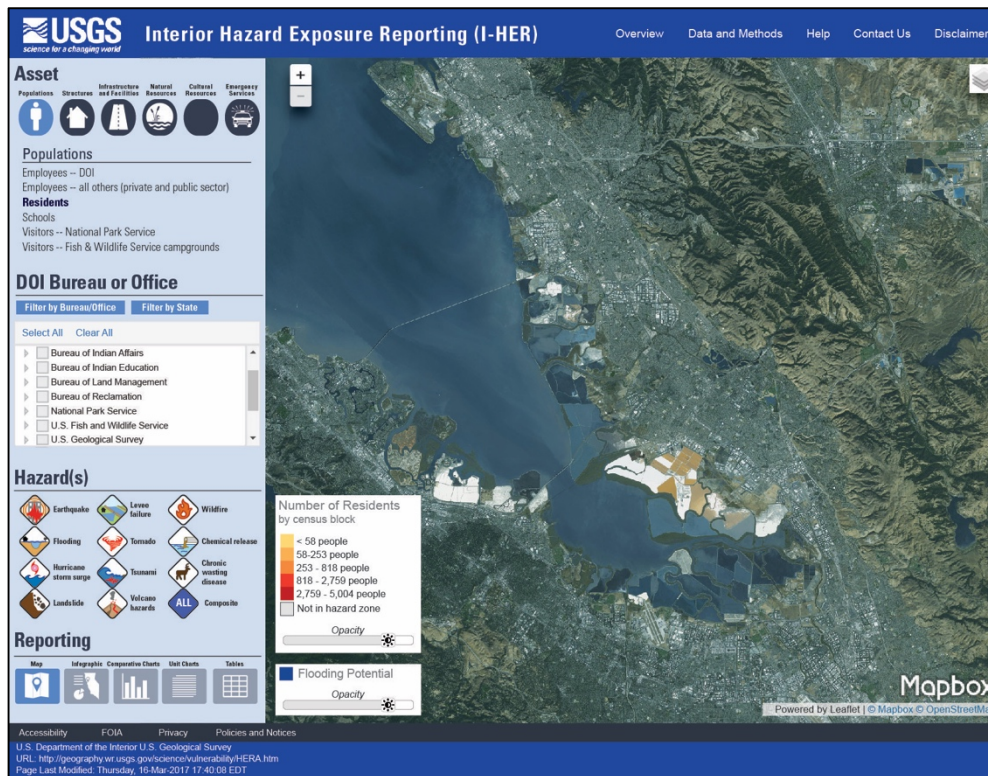 USGS
science for a changing world
Interior Hazard Exposure Reporting (I-HER)
Overview Data and Methods Help Contact Us Disclaimer
Asset
Populations Structures Infrastructure and Facilities Natural Resources Cultural Resources Emergency Services
Populations
Employees -- DOI
Employees -- all others (private and public sector)
Residents
Schools
Visitors -- National Park Service
Visitors -- Fish & Wildlife Service campgrounds
DOI Bureau or Office
Filter by Bureau/Office Filter by State
Select All Clear All
Bureau of Indian Affairs
Bureau of Indian Education
Bureau of Land Management
Bureau of Reclamation
National Park Service
U.S. Fish and Wildlife Service
U.S. Geological Survey
Hazard(s)
Earthquake Levee failure Wildfire
Flooding Tornado Chemical release
Hurricane storm surge Tsunami Chronic wasting disease
Landslide Volcano hazards ALL Composite
Reporting
Map Infographic Comparative Charts Unit Charts Tables
+
−
Number of Residents
by census block
< 58 people
58-253 people
253 - 818 people
818 - 2,759 people
2,759 - 5,004 people
Not in hazard zone
Opacity
Flooding Potential
Opacity
Mapbox
Powered by Leaflet | © Mapbox © OpenStreetMa
Accessibility FOIA Privacy Policies and Notices
U.S. Department of the Interior U.S. Geological Survey
URL: http://geography.wr.usgs.gov/science/vulnerability/HERA.htm
Page Last Modified: Thursday, 16-Mar-2017 17:40:08 EDT